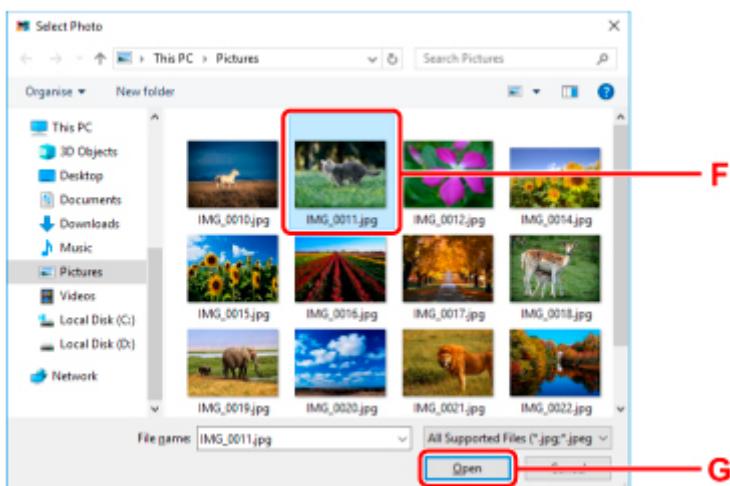 Select Photo
This PC › Pictures
Search Pictures
Organise
New folder
This PC
3D Objects
Desktop
Documents
Downloads
Music
Pictures
Videos
Local Disk (C:)
Local Disk (D:)
Network
IMG_0010.jpg
IMG_0011.jpg
IMG_0012.jpg
IMG_0014.jpg
IMG_0015.jpg
IMG_0016.jpg
IMG_0017.jpg
IMG_0018.jpg
IMG_0019.jpg
IMG_0020.jpg
IMG_0021.jpg
IMG_0022.jpg
File name: IMG_0011.jpg
All Supported Files (*.jpg;*.jpeg
Open
Cancel
F
G